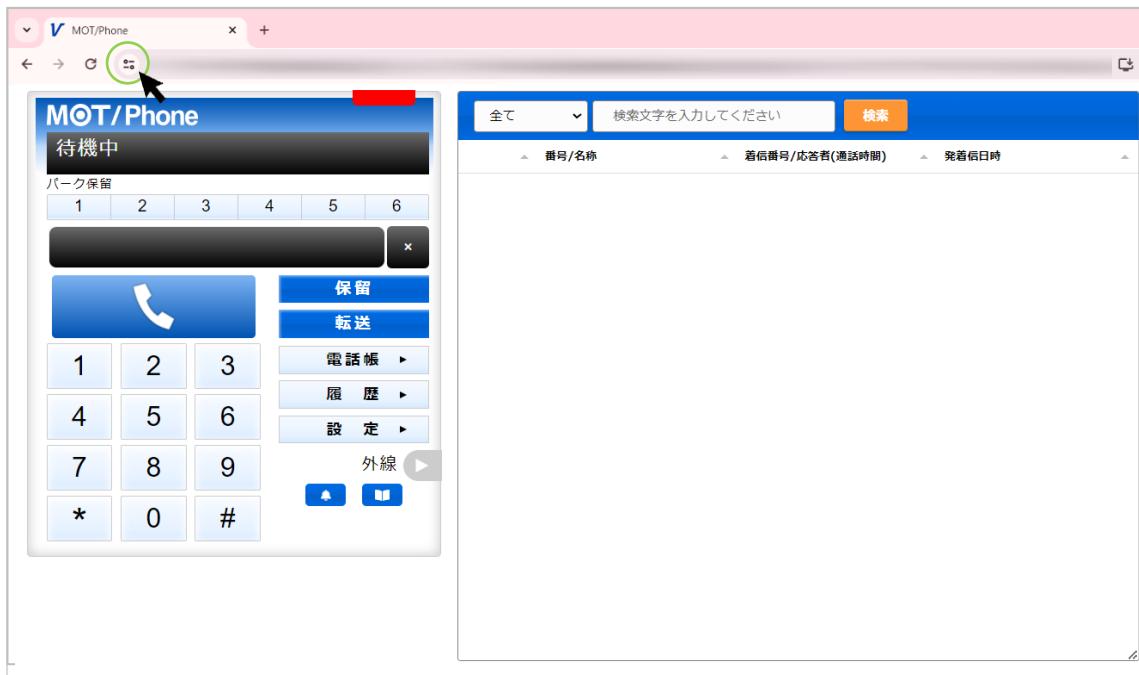 MOT/Phone
MOT/Phone
待機中
パーク保留
1 2 3 4 5 6
×
保留
転送
1 2 3
電話帳
4 5 6
履 歴
設 定
7 8 9
外線
* 0 #
全て
検索文字を入力してください
検索
番号/名称 着信番号/応答者(通話時間) 発着信日時